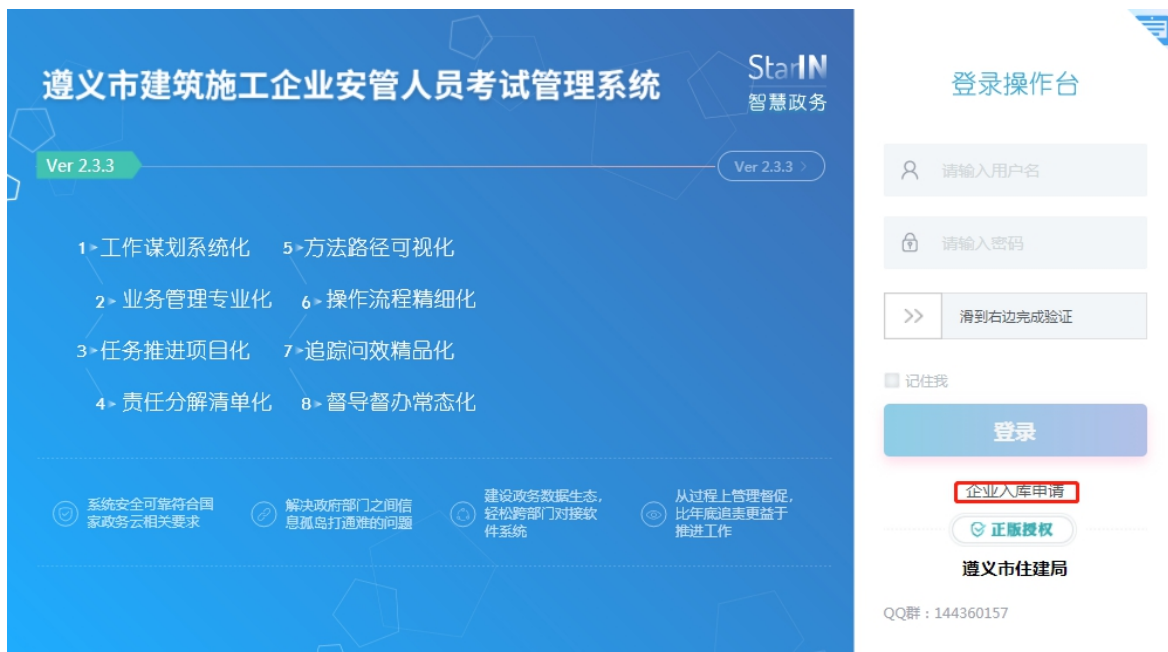 遵义市建筑施工企业安管人员考试管理系统
StarIN
智慧政务
Ver 2.3.3
Ver 2.3.3 >
1 工作谋划系统化
5 方法路径可视化
2 业务管理专业化
6 操作流程精细化
3 任务推进项目化
7 追踪问效精品化
4 责任分解清单化
8 督导督办常态化
系统安全可靠符合国
家政务云相关要求
解决政府部门之间信
息孤岛打通难的问题
建设政务数据生态,
轻松跨部门对接软
件系统
从过程上管理督促,
比年底追责更益于
推进工作
登录操作台
请输入用户名
请输入密码
>> 滑到右边完成验证
记住我
登录
企业入库申请
正版授权
遵义市住建局
QQ群：144360157